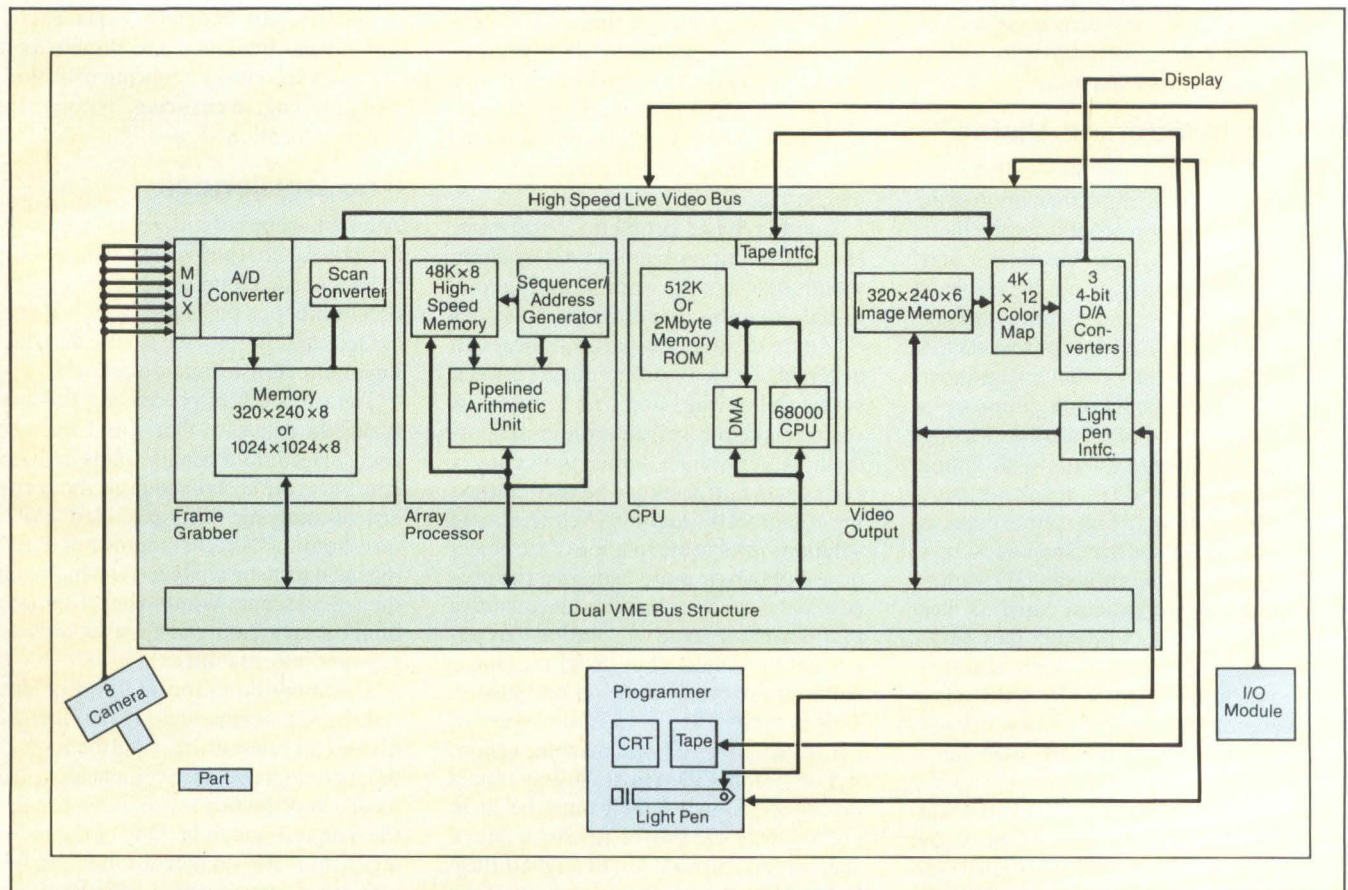 Display
High Speed Live Video Bus
M
U
X
A/D
Converter
Scan
Converter
Memory
320×240×8
or
1024×1024×8
Frame
Grabber
48K×8
High-
Speed
Memory
Sequencer/
Address
Generator
Pipelined
Arithmetic
Unit
Array
Processor
Tape Intfc.
512K
Or
2Mbyte
Memory
ROM
DMA
68000
CPU
CPU
320×240×6
Image Memory
4K
× 12
Color
Map
3
4-bit
D/A
Con-
verters
Light
pen
Intfc.
Video
Output
Dual VME Bus Structure
8
Camera
Part
Programmer
CRT
Tape
Light Pen
I/O
Module